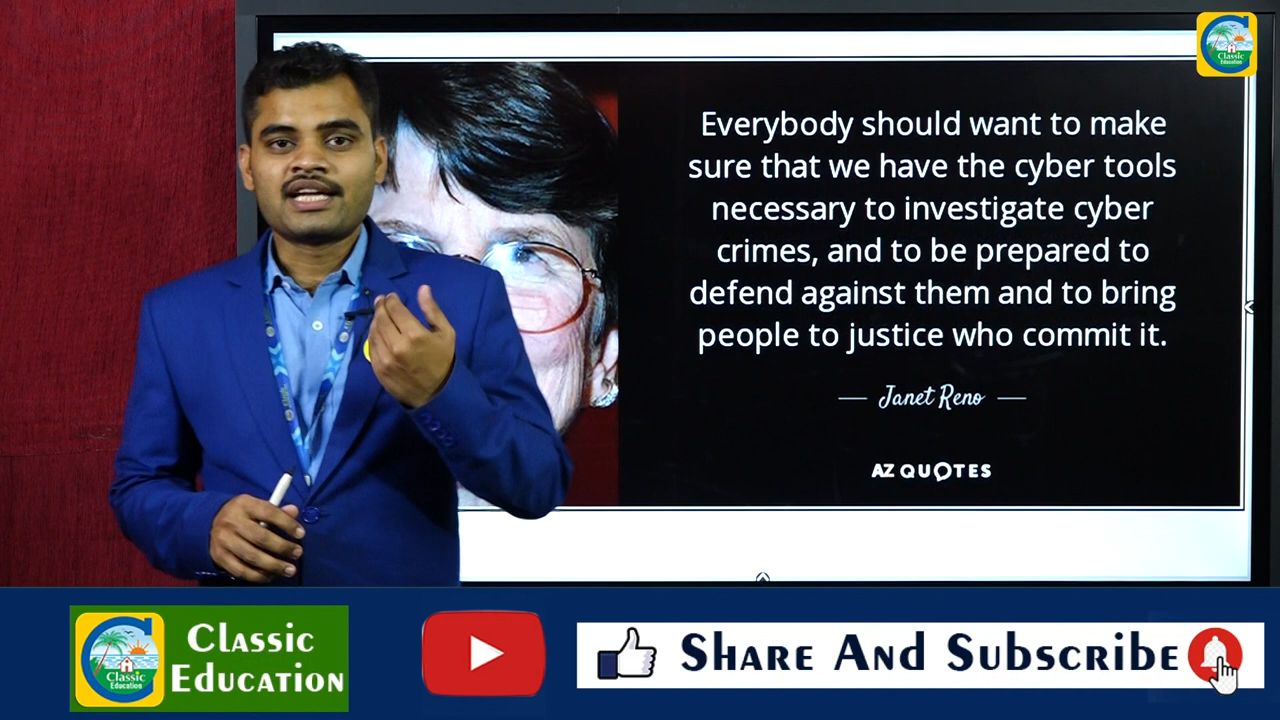 Classic
Education
Everybody should want to make
sure that we have the cyber tools
necessary to investigate cyber
crimes, and to be prepared to
defend against them and to bring
people to justice who commit it.
Janet Reno
AZ QUOTES
Classic
Education
Classic
Education
Share And Subscribe